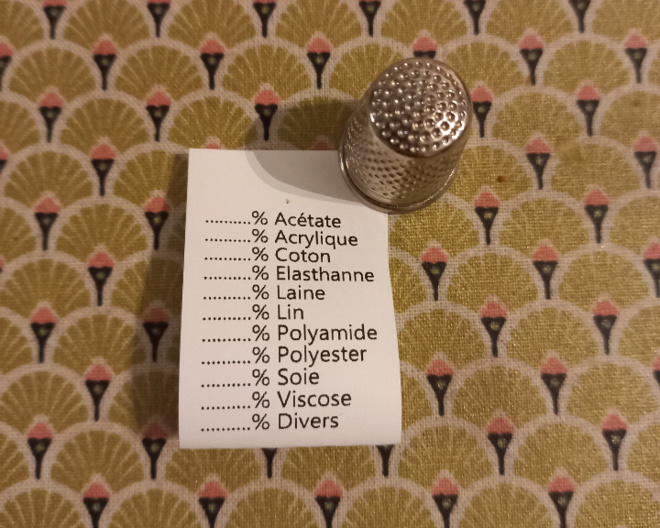 ..........% Acétate
..........% Acrylique
..........% Coton
..........% Elasthanne
..........% Laine
..........% Lin
..........% Polyamide
..........% Polyester
..........% Soie
..........% Viscose
..........% Divers